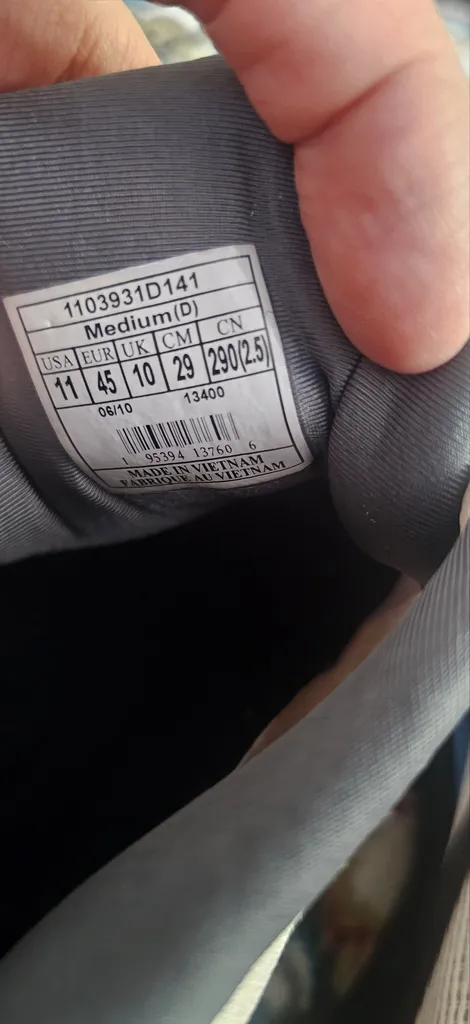 1103931D141
Medium(D)
USA EUR UK CM CN
11 45 10 29 290(2.5)
06/10 13400
1 95394 13760 6
MADE IN VIETNAM
FABRIQUE AU VIETNAM